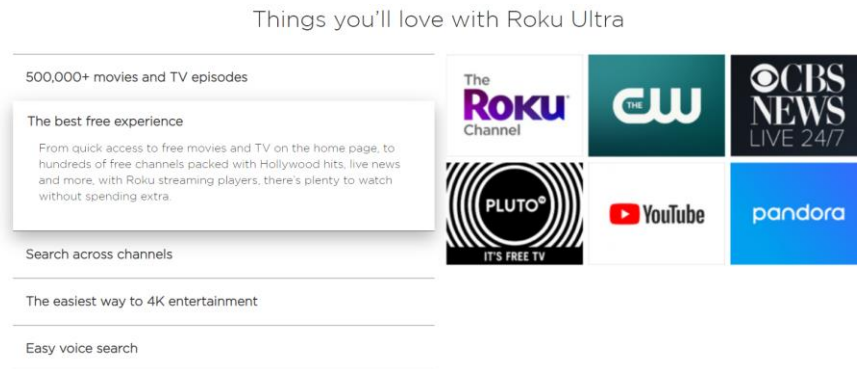 Things you’ll love with Roku Ultra
500,000+ movies and TV episodes
The best free experience
From quick access to free movies and TV on the home page, to
hundreds of free channels packed with Hollywood hits, live news
and more, with Roku streaming players, there’s plenty to watch
without spending extra.
Search across channels
The easiest way to 4K entertainment
Easy voice search
The
ROKU
Channel
THE CW
CBS
NEWS
LIVE 24/7
PLUTO TV
IT'S FREE TV
YouTube
pandora